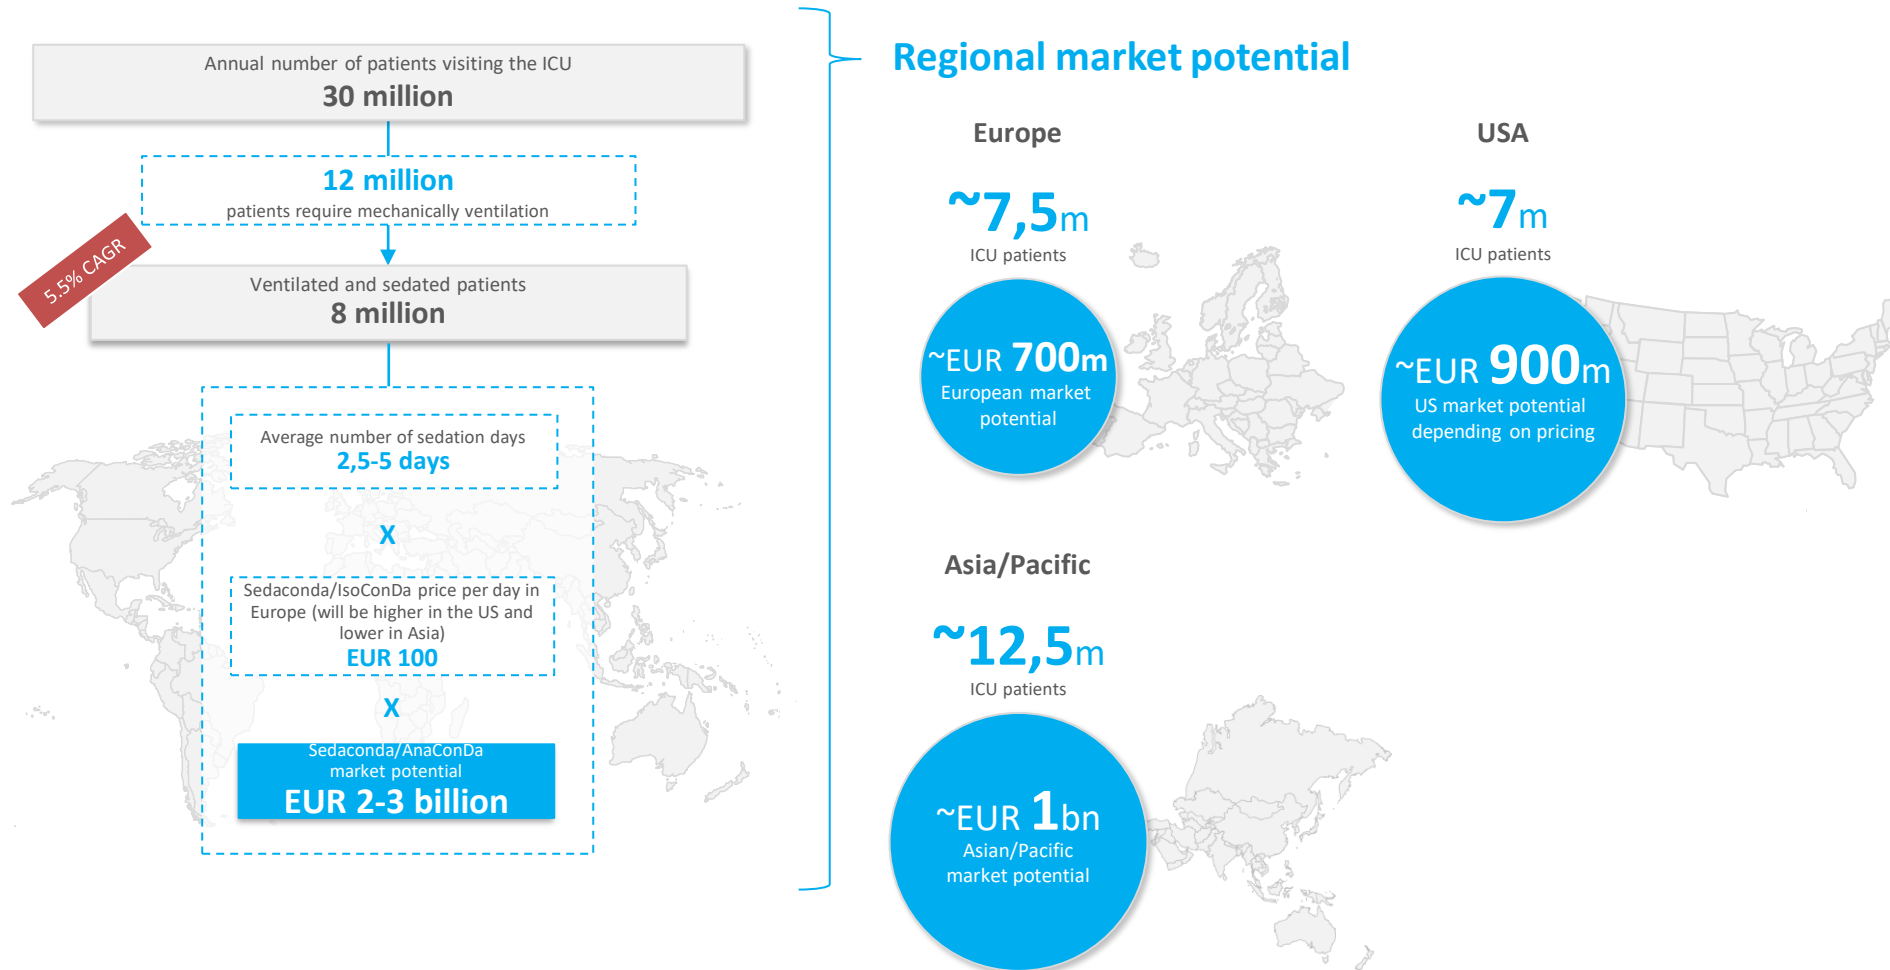 Annual number of patients visiting the ICU
30 million
12 million
patients require mechanically ventilation
5.5% CAGR
Ventilated and sedated patients
8 million
Average number of sedation days
2,5-5 days
X
Sedaconda/IsoConDa price per day in
Europe (will be higher in the US and
lower in Asia)
EUR 100
X
Sedaconda/AnaConDa
market potential
EUR 2-3 billion
Regional market potential
Europe
~7,5m
ICU patients
~EUR 700m
European market
potential
USA
~7m
ICU patients
~EUR 900m
US market potential
depending on pricing
Asia/Pacific
~12,5m
ICU patients
~EUR 1bn
Asian/Pacific
market potential